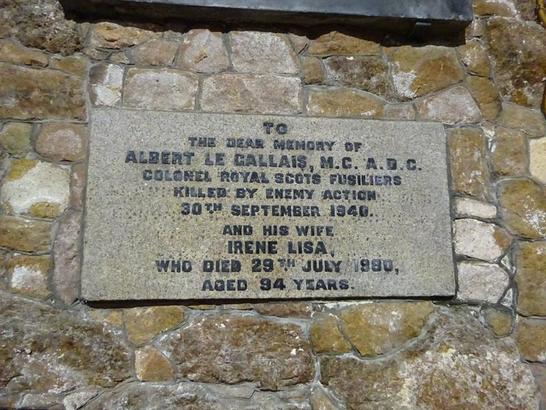 TO
THE DEAR MEMORY OF
ALBERT LE GALLAIS, M.C. A.D.C.
COLONEL ROYAL SCOTS FUSILIERS
KILLED BY ENEMY ACTION
30TH SEPTEMBER 1940.
AND HIS WIFE
IRENE LISA,
WHO DIED 29TH JULY 1980,
AGED 94 YEARS.